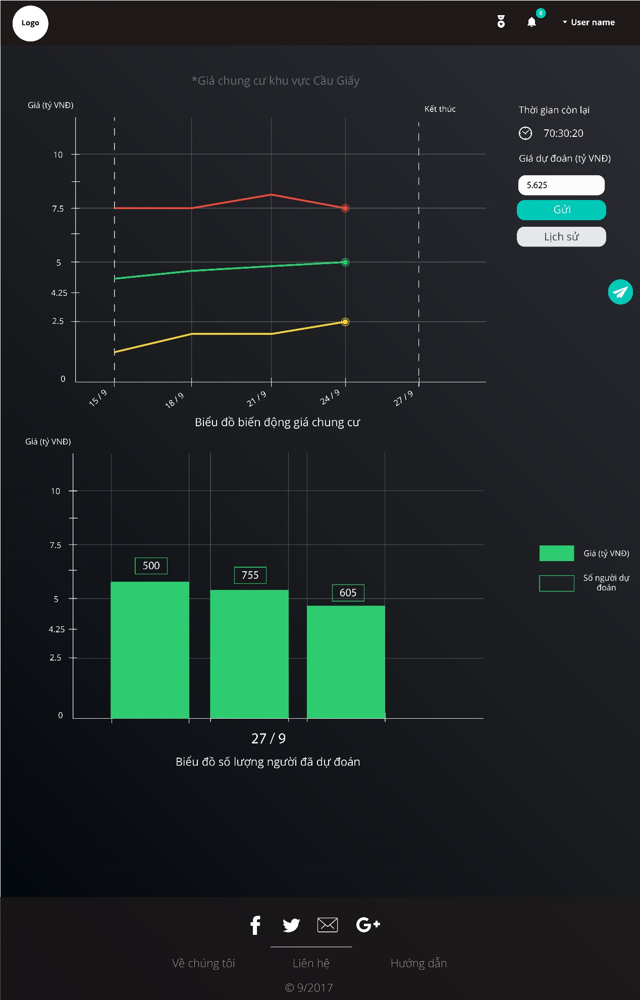 Logo
8
User name
*Giá chung cư khu vực Cầu Giấy
Giá (tỷ VNĐ)
Kết thúc
10
7.5
5
4.25
2.5
0
15 / 9
18 / 9
21 / 9
24 / 9
27 / 9
Biểu đồ biến động giá chung cư
Thời gian còn lại
70:30:20
Giá dự đoán (tỷ VNĐ)
5.625
Gửi
Lịch sử
Giá (tỷ VNĐ)
10
7.5
5
4.25
2.5
0
500
755
605
27 / 9
Biểu đồ số lượng người đã dự đoán
Giá (tỷ VNĐ)
Số người dự
đoán
f
G+
Về chúng tôi
Liên hệ
Hướng dẫn
© 9/2017